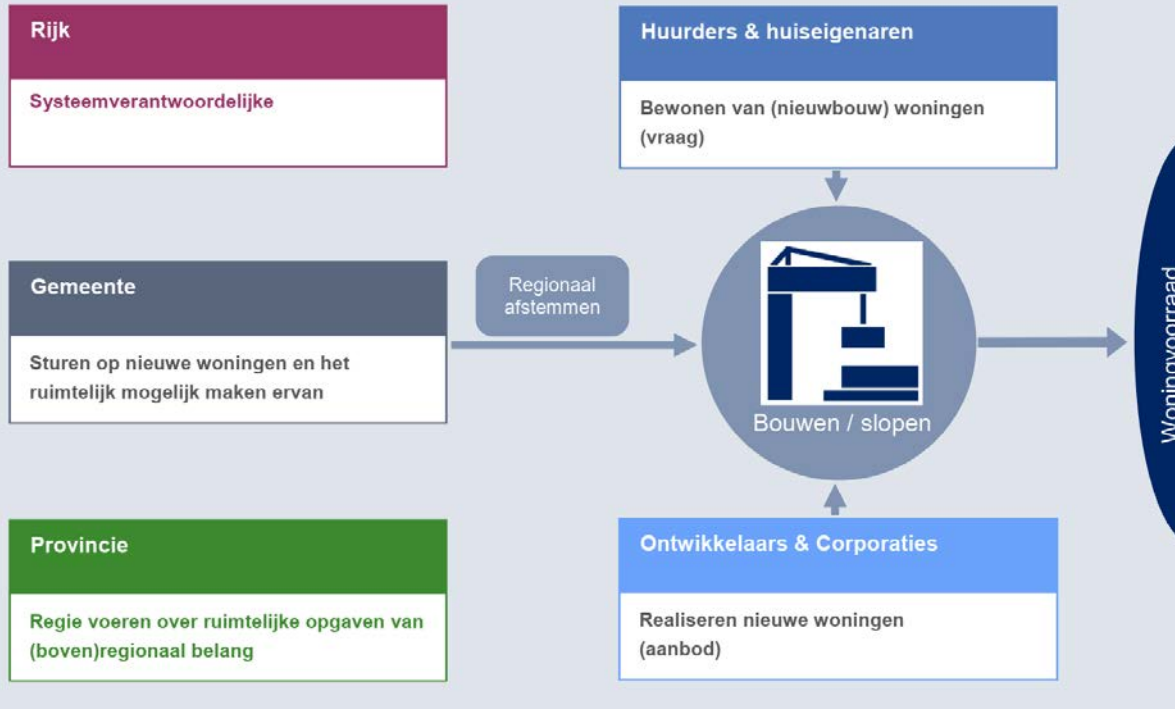 Rijk
Systeemverantwoordelijke
Huurders & huiseigenaren
Bewonen van (nieuwbouw) woningen
(vraag)
Gemeente
Sturen op nieuwe woningen en het
ruimtelijk mogelijk maken ervan
Regionaal
afstemmen
Bouwen / slopen
Woningvoorraad
Provincie
Regie voeren over ruimtelijke opgaven van
(boven)regionaal belang
Ontwikkelaars & Corporaties
Realiseren nieuwe woningen
(aanbod)